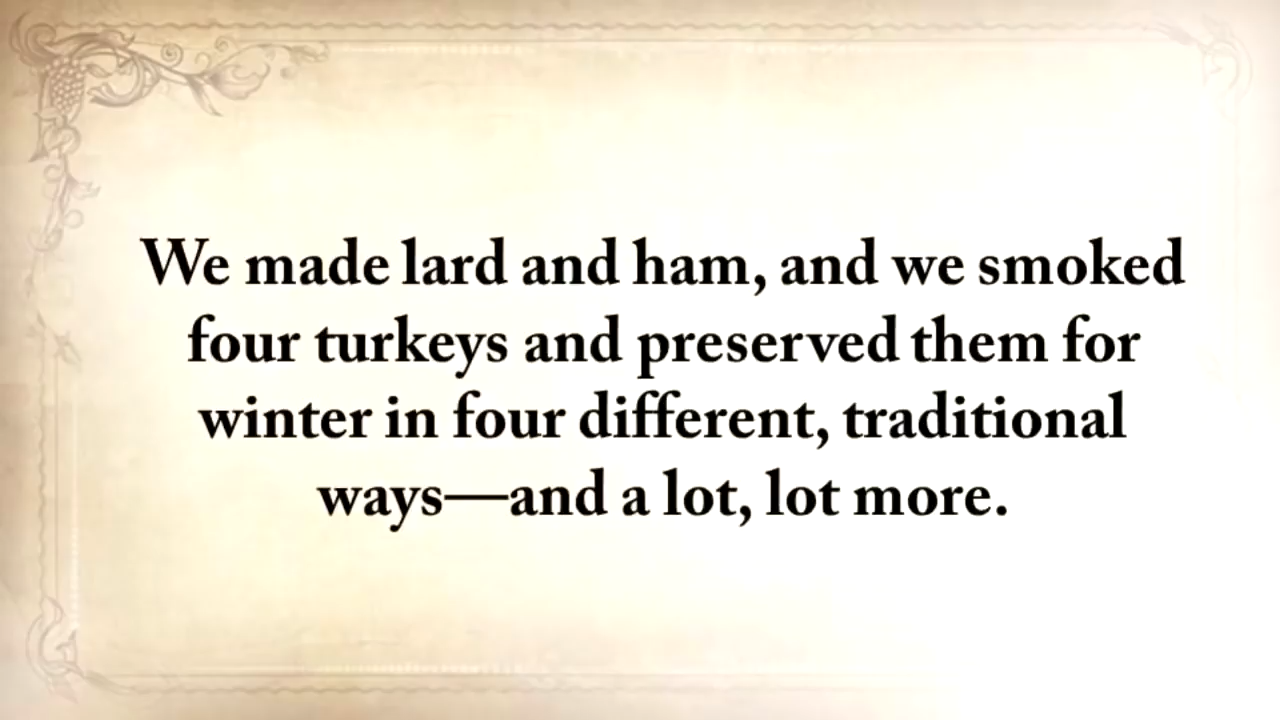 We made lard and ham, and we smoked
four turkeys and preserved them for
winter in four different, traditional
ways—and a lot, lot more.